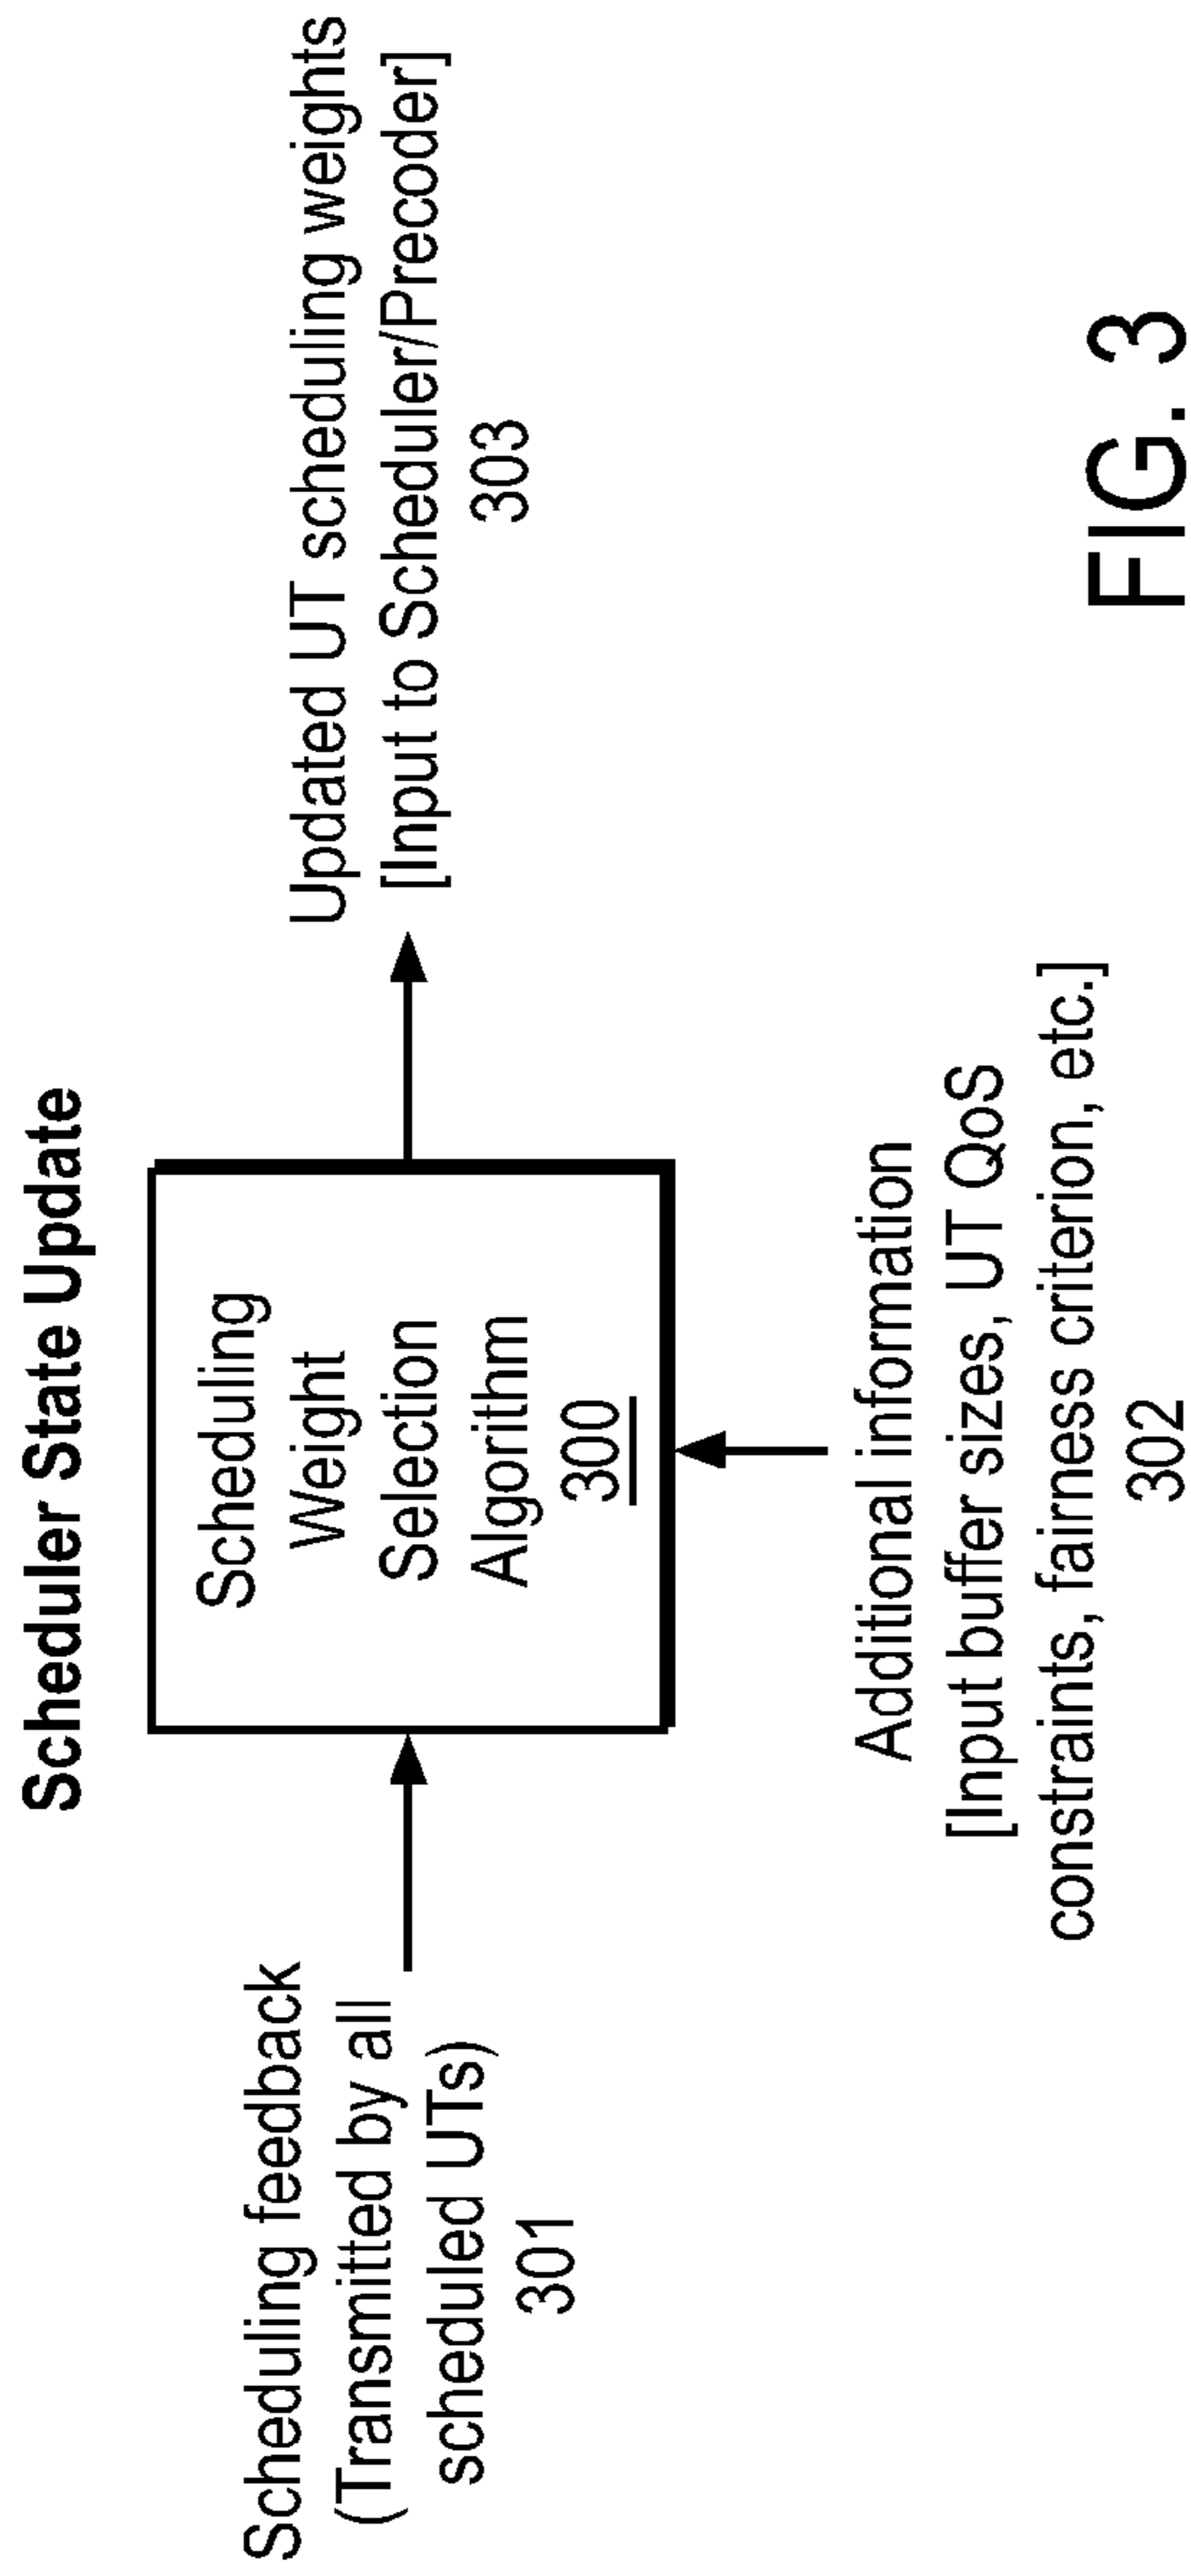 Scheduler State Update
Scheduling feedback
(Transmitted by all
scheduled UTs)
301
Scheduling
Weight
Selection
Algorithm
300
Updated UT scheduling weights
[Input to Scheduler/Precoder]
303
Additional information
[Input buffer sizes, UT QoS
constraints, fairness criterion, etc.]
302
FIG. 3